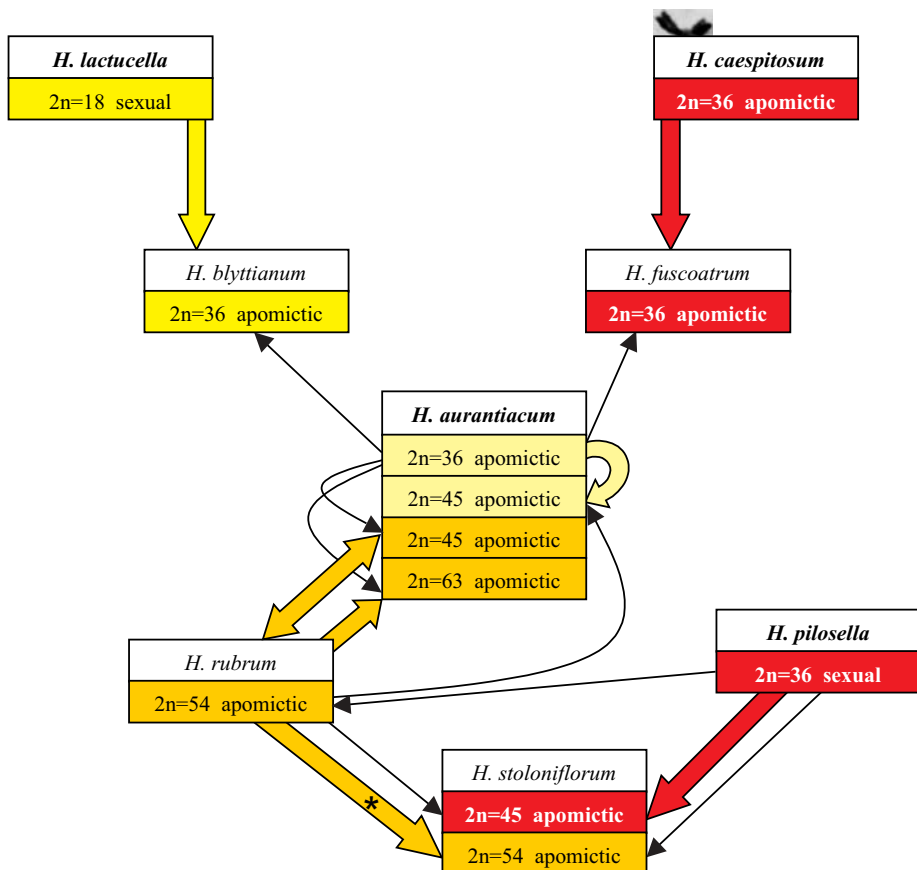 H. lactucella
2n=18 sexual
H. caespitosum
2n=36 apomictic
H. blyttianum
2n=36 apomictic
H. fuscoatrum
2n=36 apomictic
H. aurantiacum
2n=36 apomictic
2n=45 apomictic
2n=45 apomictic
2n=63 apomictic
H. rubrum
2n=54 apomictic
H. pilosella
2n=36 sexual
*
H. stoloniflorum
2n=45 apomictic
2n=54 apomictic